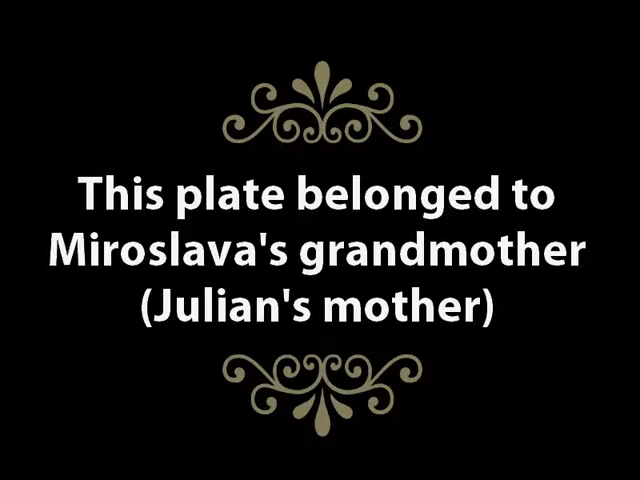 This plate belonged to
Miroslava's grandmother
(Julian's mother)